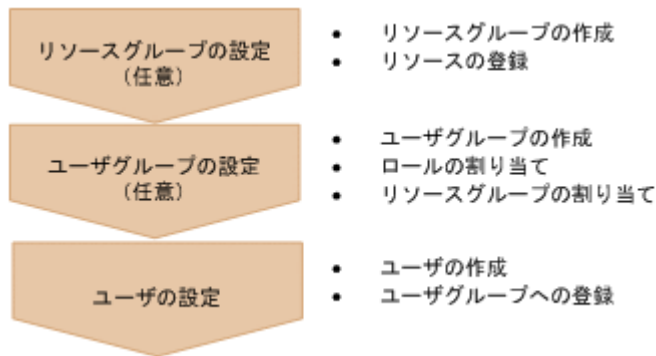 リソースグループの設定
(任意)
• リソースグループの作成
• リソースの登録
ユーザグループの設定
(任意)
• ユーザグループの作成
• ロールの割り当て
• リソースグループの割り当て
ユーザの設定
• ユーザの作成
• ユーザグループへの登録